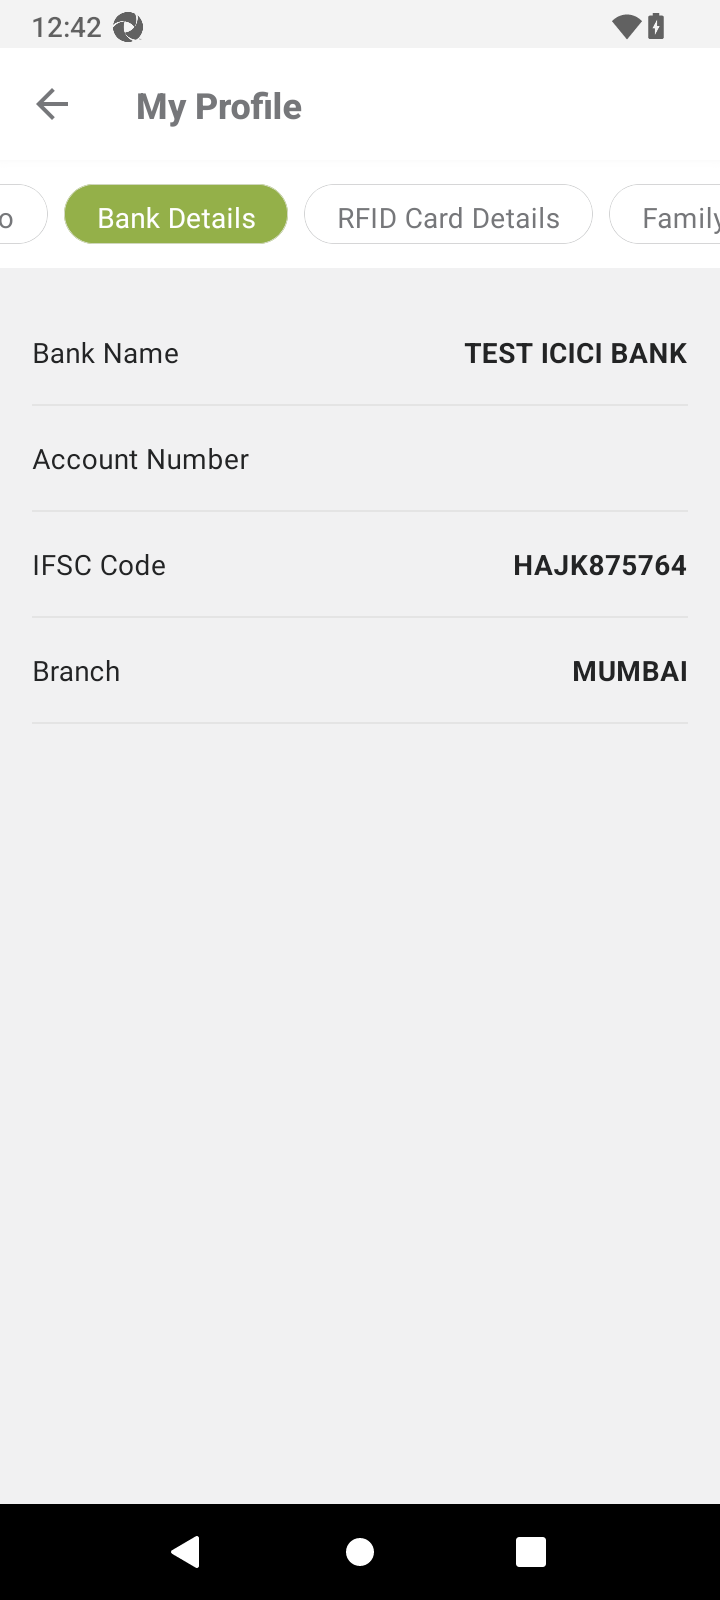 12:42
My Profile
o Bank Details RFID Card Details Family
Bank Name TEST ICICI BANK
Account Number
IFSC Code HAJK875764
Branch MUMBAI